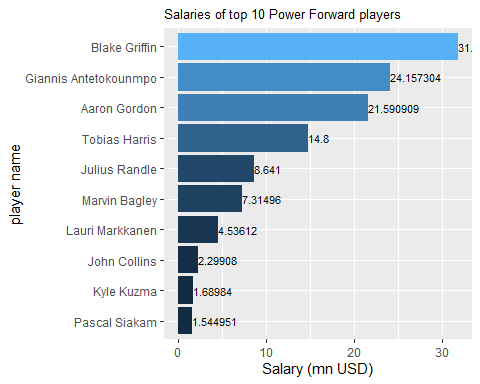 Salaries of top 10 Power Forward players
player name
Blake Griffin 31.
Giannis Antetokounmpo 24.157304
Aaron Gordon 21.590909
Tobias Harris 14.8
Julius Randle 8.641
Marvin Bagley 7.31496
Lauri Markkanen 4.53612
John Collins 2.29908
Kyle Kuzma 1.68984
Pascal Siakam 1.544951
0 10 20 30
Salary (mn USD)